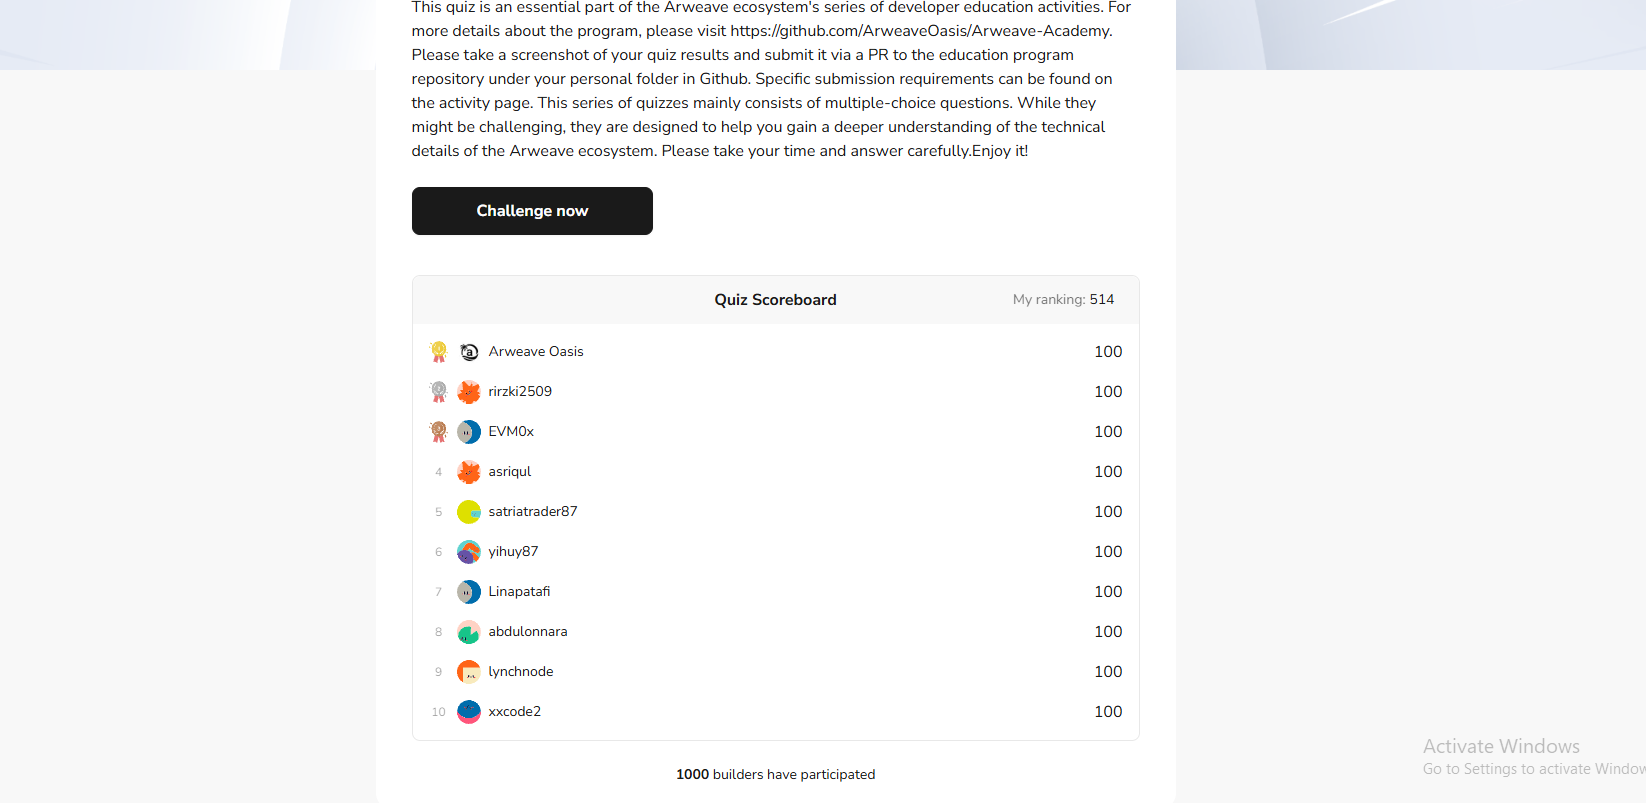 This quiz is an essential part of the Arweave ecosystem's series of developer education activities. For
more details about the program, please visit https://github.com/ArweaveOasis/Arweave-Academy.
Please take a screenshot of your quiz results and submit it via a PR to the education program
repository under your personal folder in Github. Specific submission requirements can be found on
the activity page. This series of quizzes mainly consists of multiple-choice questions. While they
might be challenging, they are designed to help you gain a deeper understanding of the technical
details of the Arweave ecosystem. Please take your time and answer carefully.Enjoy it!
Challenge now
Quiz Scoreboard My ranking: 514
Arweave Oasis 100
rirzki2509 100
EVM0x 100
4 asriqul 100
5 satriatrader87 100
6 yihuy87 100
7 Linapatafi 100
8 abdulonnara 100
9 lynchnode 100
10 xxcode2 100
1000 builders have participated
Activate Windows
Go to Settings to activate Window